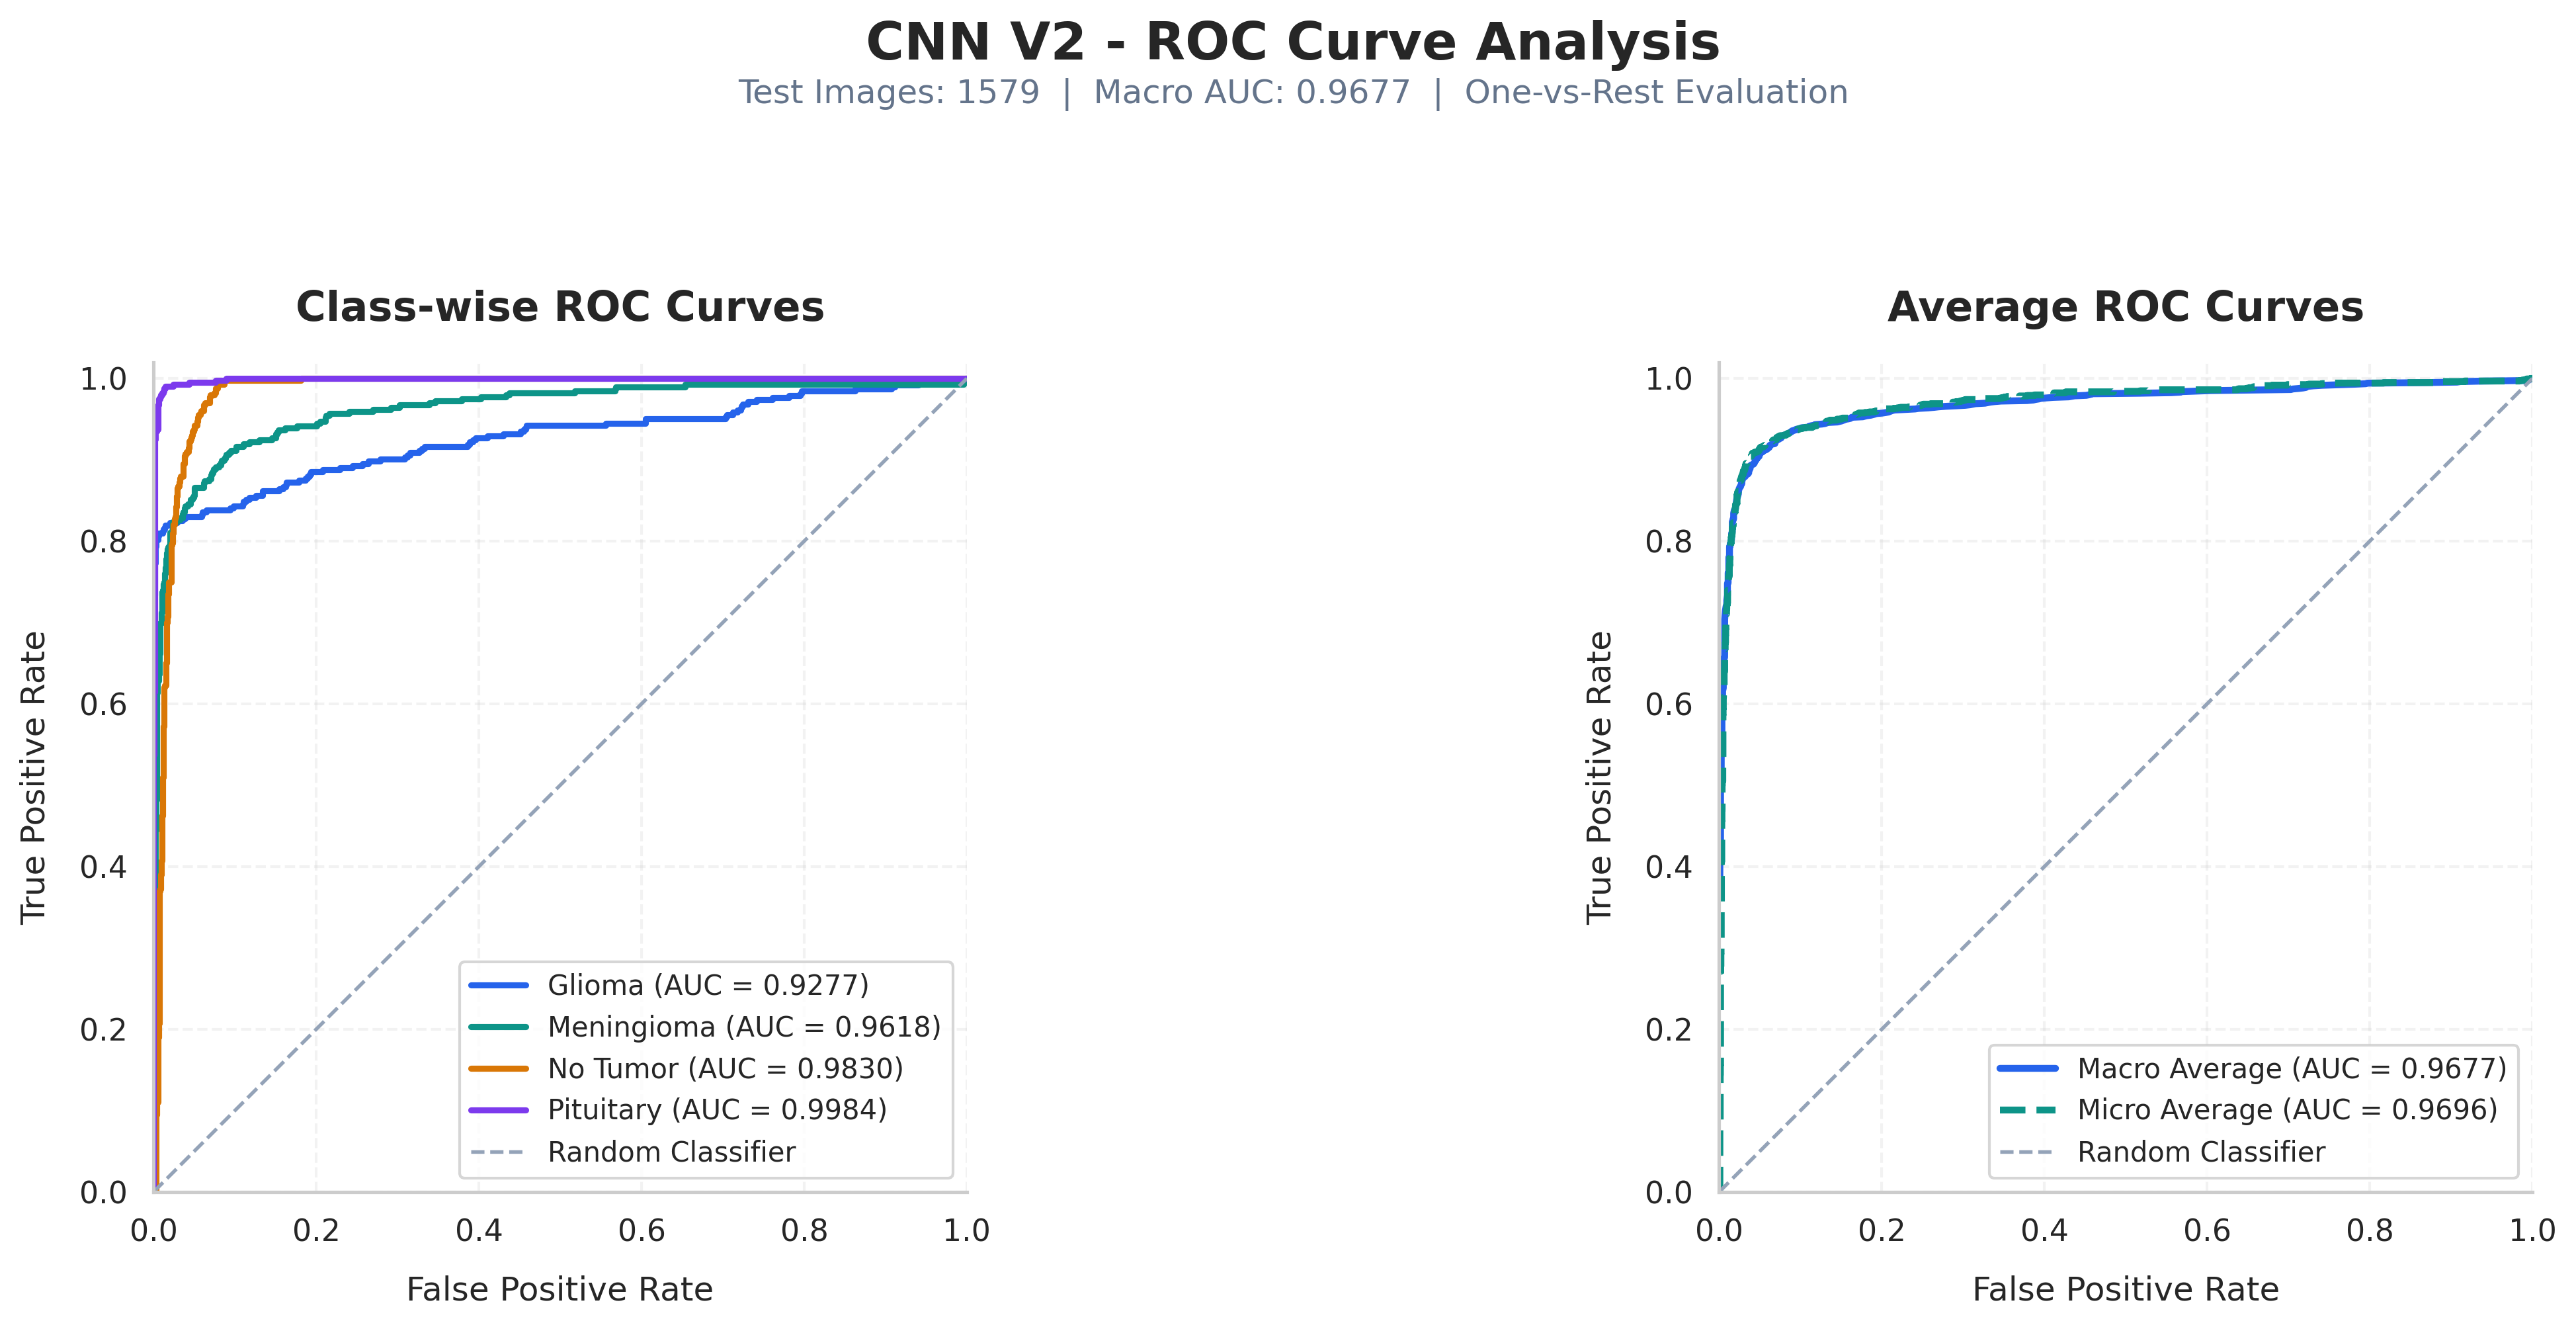 CNN V2 - ROC Curve Analysis
Test Images: 1579 | Macro AUC: 0.9677 | One-vs-Rest Evaluation
Class-wise ROC Curves
True Positive Rate
1.0
0.8
0.6
0.4
0.2
0.0
0.0 0.2 0.4 0.6 0.8 1.0
False Positive Rate
Glioma (AUC = 0.9277)
Meningioma (AUC = 0.9618)
No Tumor (AUC = 0.9830)
Pituitary (AUC = 0.9984)
Random Classifier
Average ROC Curves
True Positive Rate
1.0
0.8
0.6
0.4
0.2
0.0
0.0 0.2 0.4 0.6 0.8 1.0
False Positive Rate
Macro Average (AUC = 0.9677)
Micro Average (AUC = 0.9696)
Random Classifier